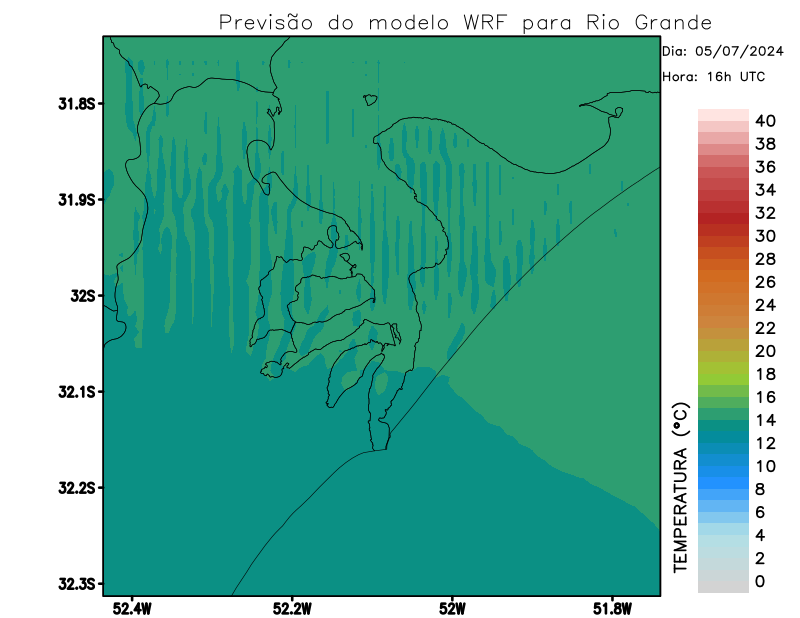 Previsão do modelo WRF para Rio Grande
Dia: 05/07/2024
Hora: 16h UTC
31.8S
31.9S
32S
32.1S
32.2S
32.3S
52.4W
52.2W
52W
51.8W
TEMPERATURA (°C)
40
38
36
34
32
30
28
26
24
22
20
18
16
14
12
10
8
6
4
2
0